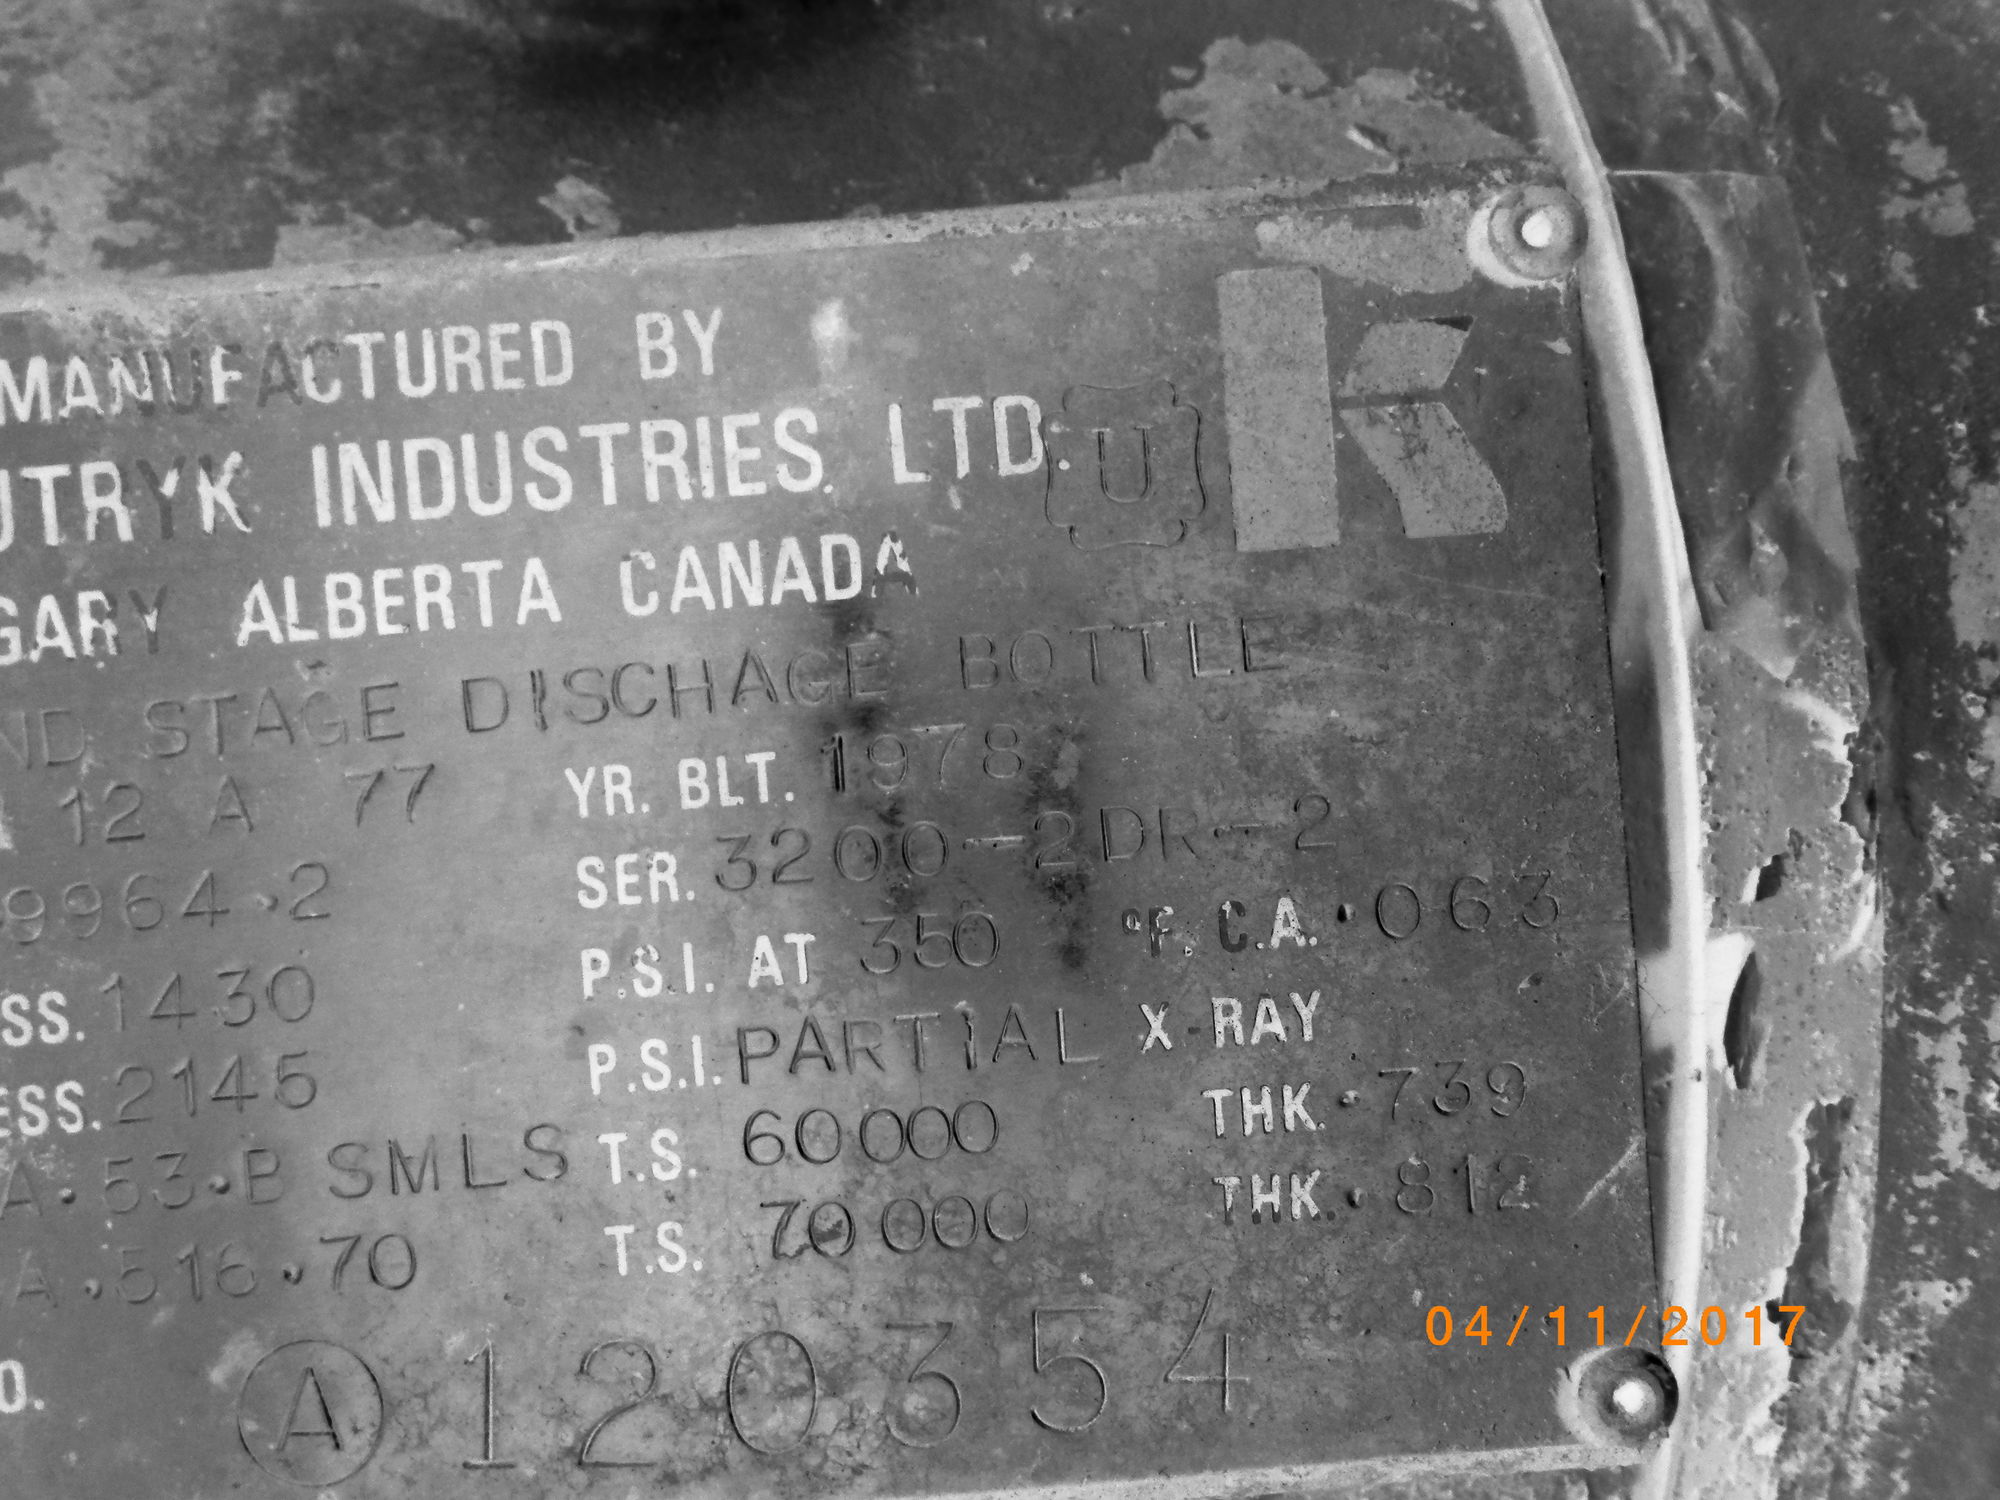 MANUFACTURED BY
UTRYK INDUSTRIES LTD.
U
K
GARY ALBERTA CANADA
ND STAGE DISCHAGE BOTTLE
12 A 77 YR. BLT. 1978
9964.2 SER. 3200-2DR-2
SS. 1430 P.S.I. AT 350 °F. C.A. .063
ESS. 2145 P.S.I. PARTIAL X RAY
A.53.B SMLS T.S. 60000 THK. .739
A.516.70 T.S. 70000 THK. .812
O. A 120354
04/11/2017